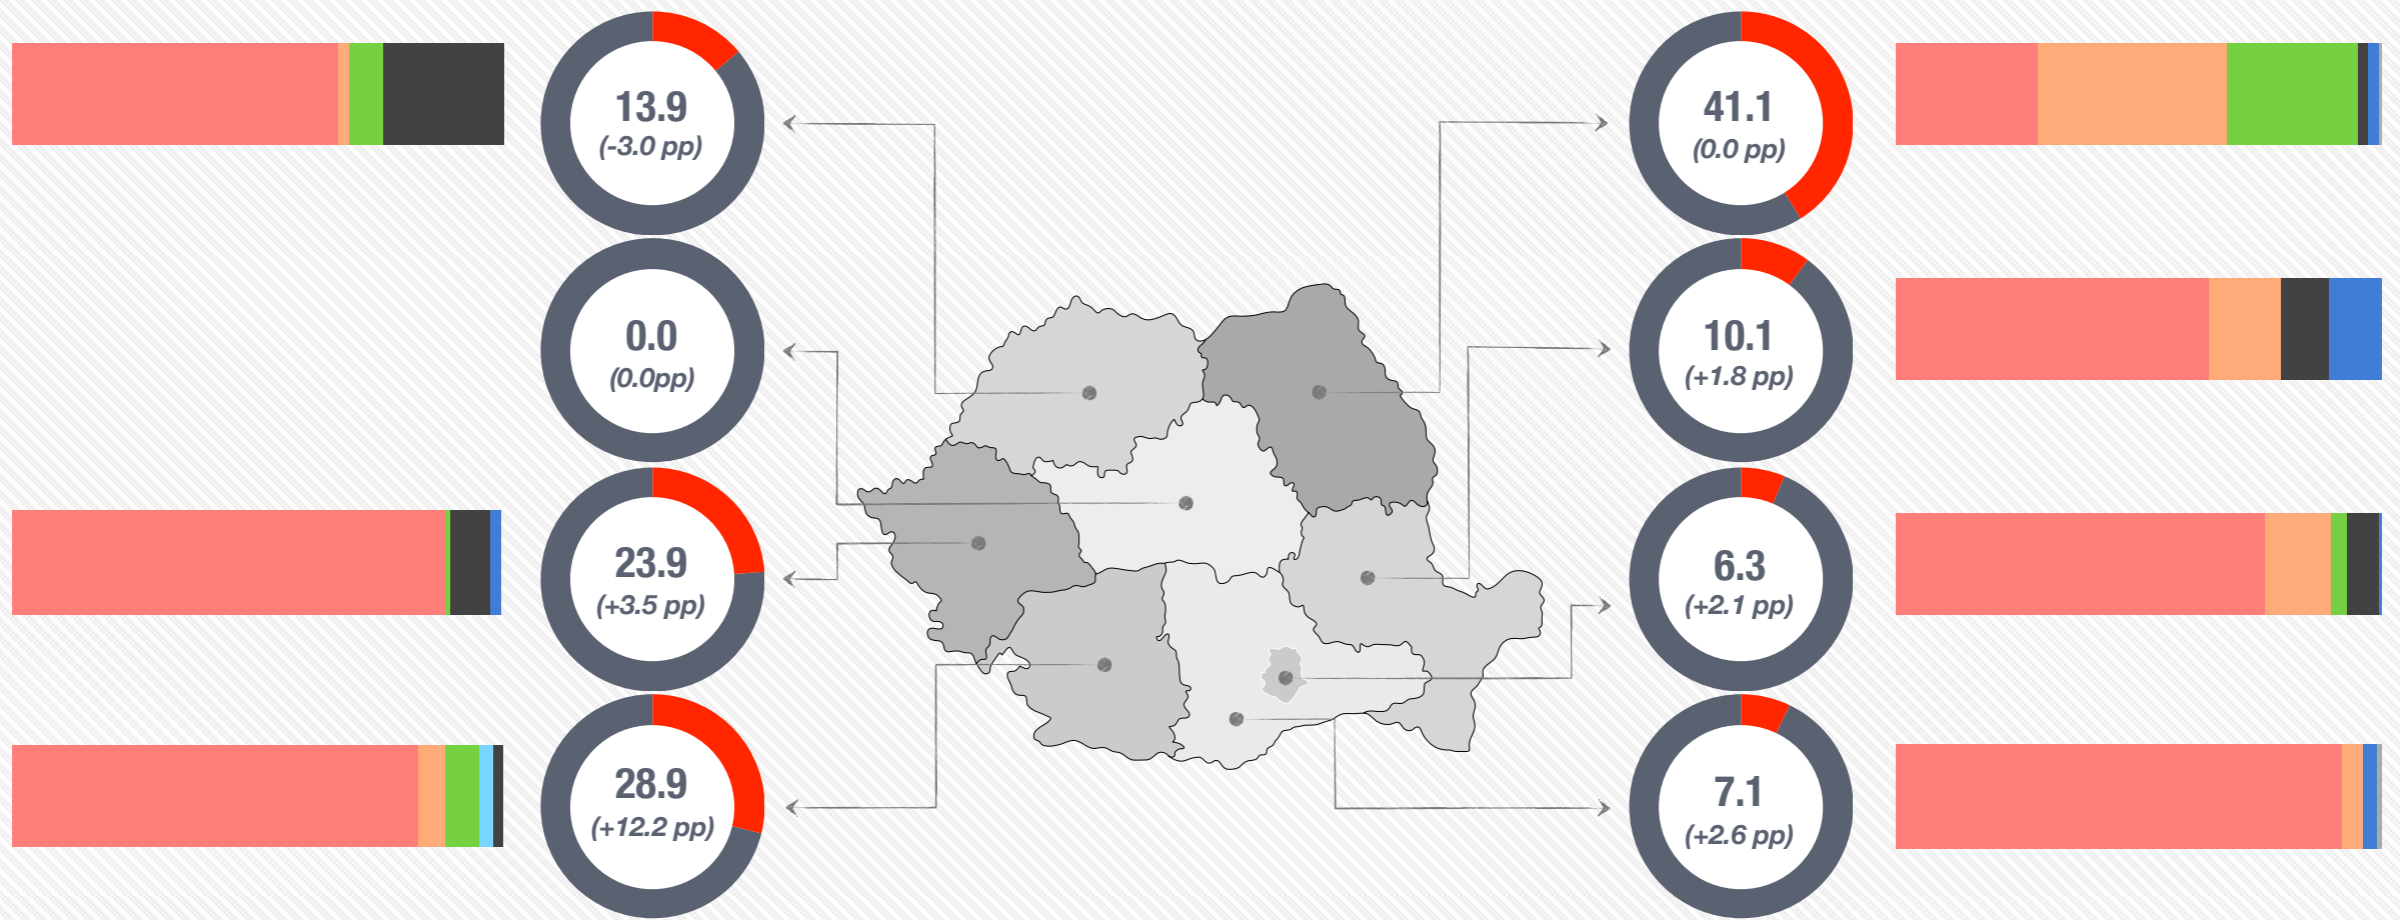 13.9
(-3.0 pp)
0.0
(0.0pp)
23.9
(+3.5 pp)
28.9
(+12.2 pp)
41.1
(0.0 pp)
10.1
(+1.8 pp)
6.3
(+2.1 pp)
7.1
(+2.6 pp)